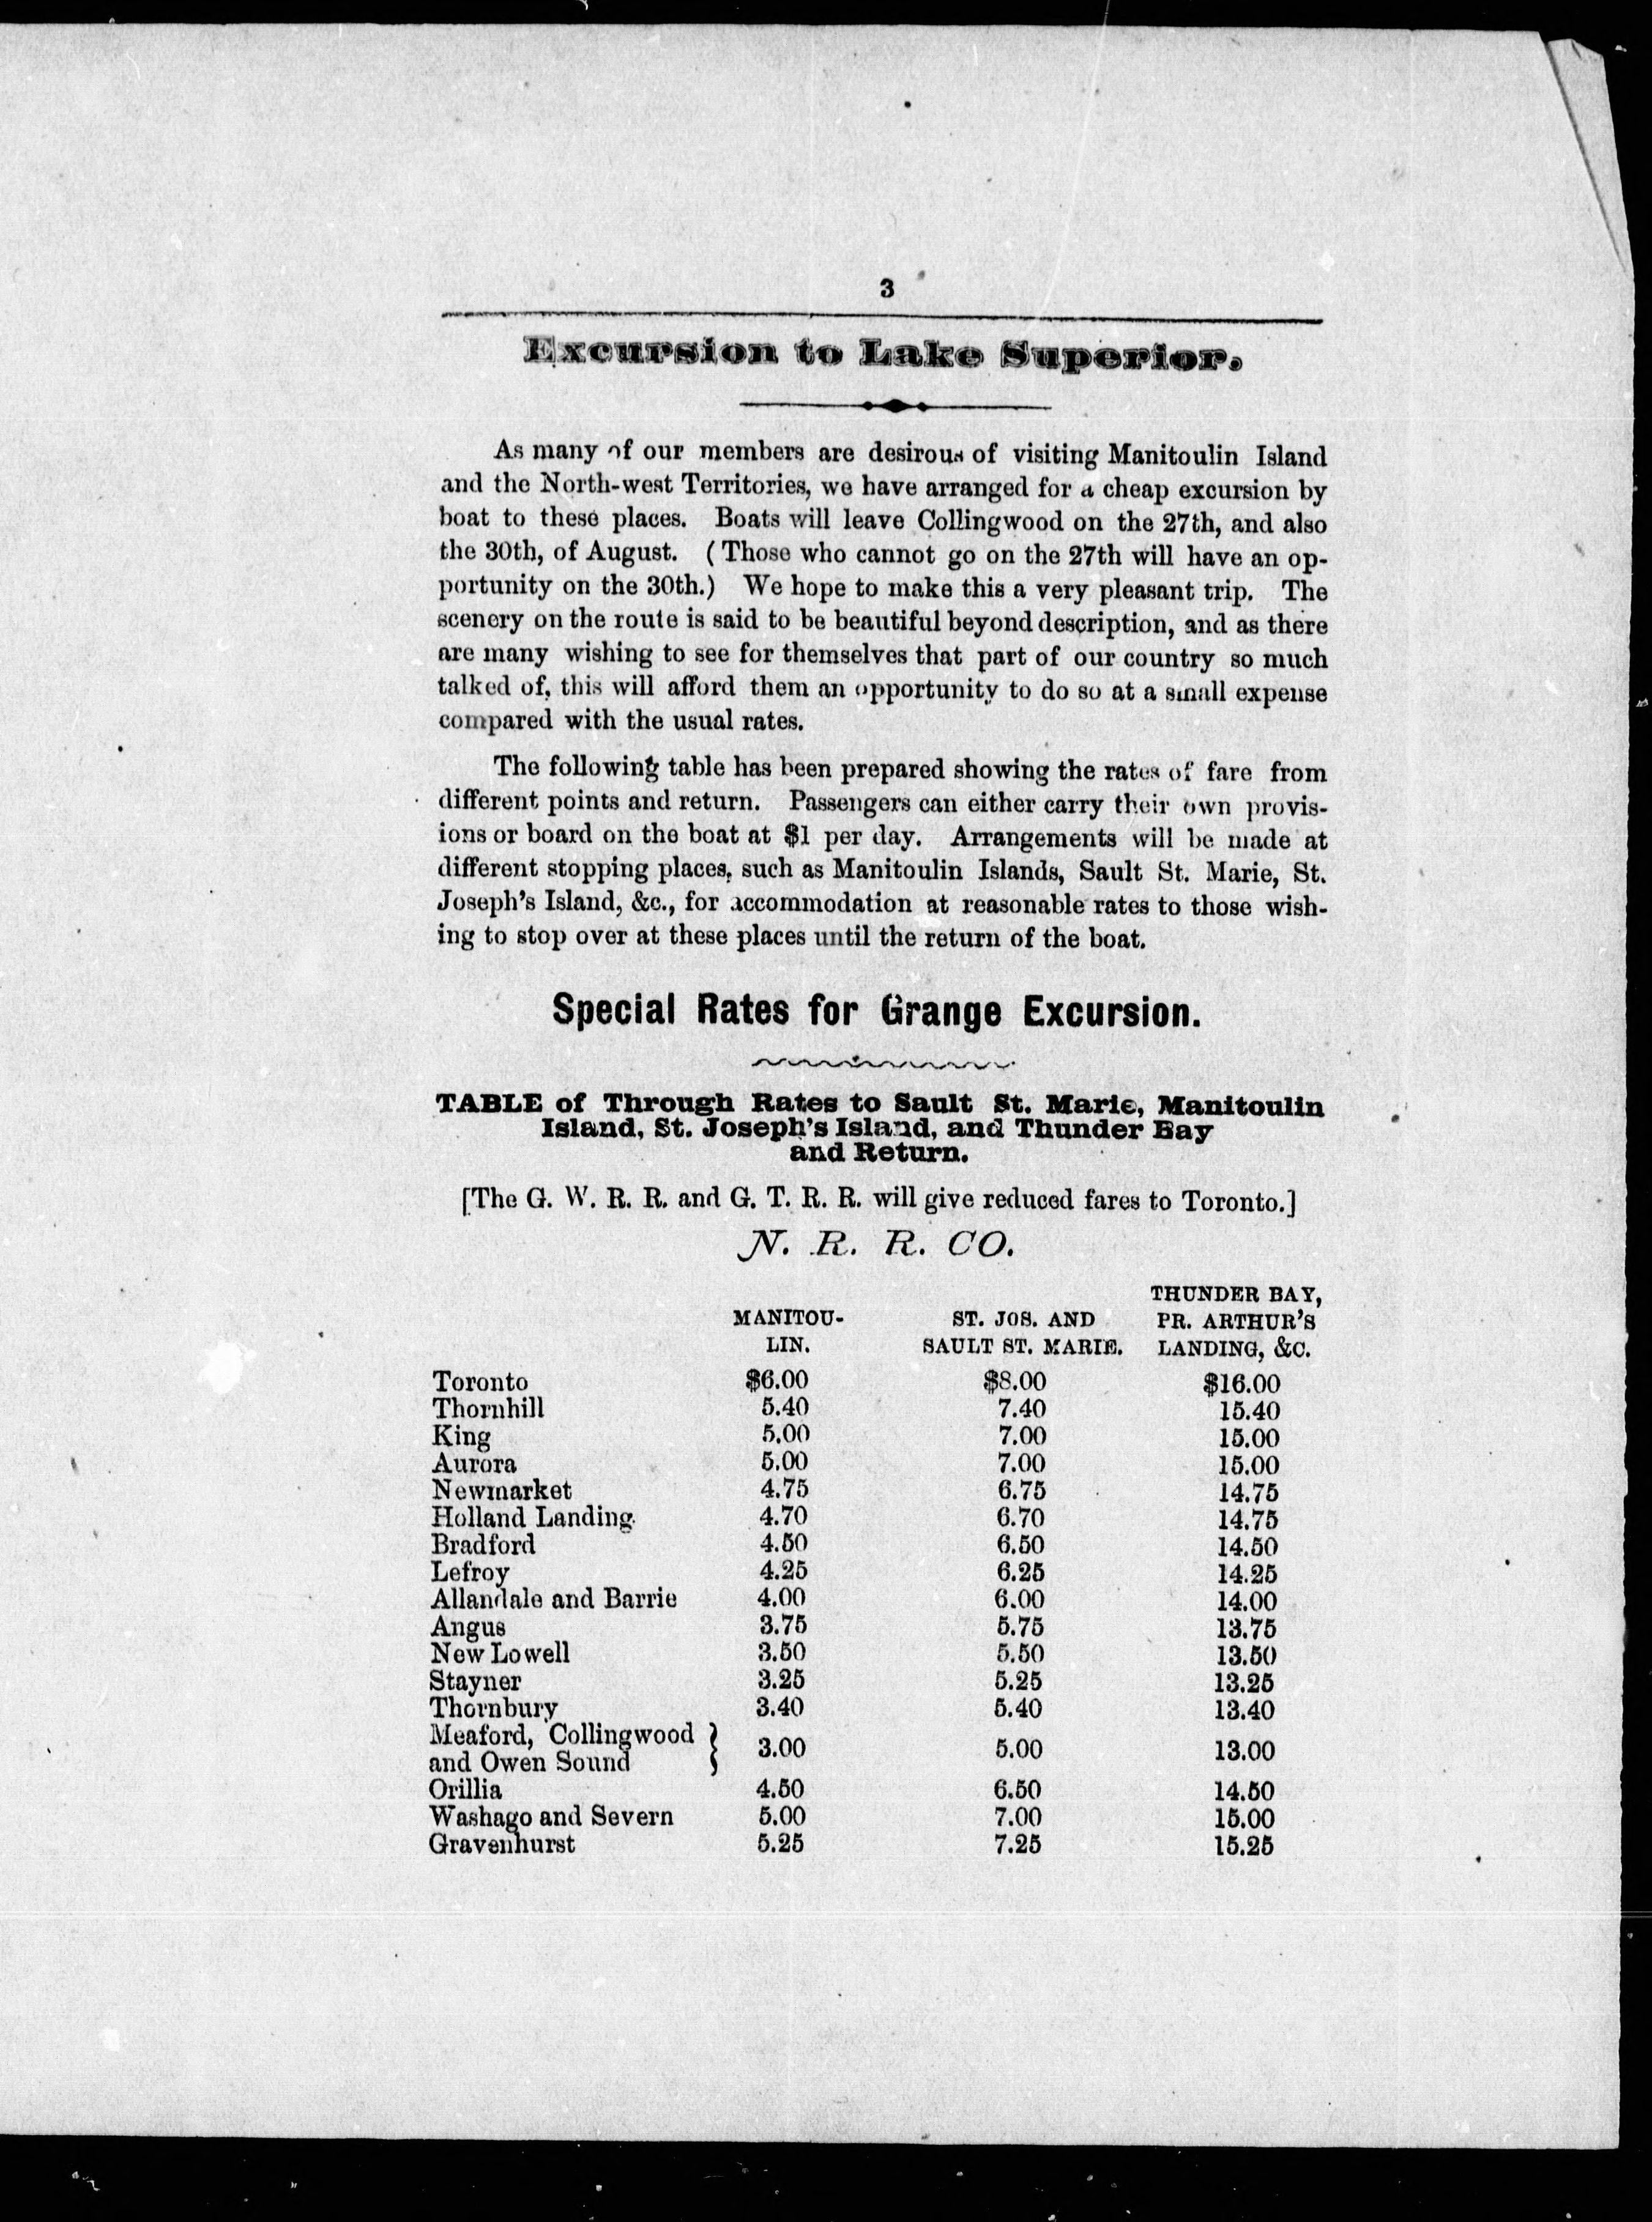 3
Excursion to Lake Superior.
As many of our members are desirous of visiting Manitoulin Island
and the North-west Territories, we have arranged for a cheap excursion by
boat to these places. Boats will leave Collingwood on the 27th, and also
the 30th, of August. (Those who cannot go on the 27th will have an op-
portunity on the 30th.) We hope to make this a very pleasant trip. The
scenery on the route is said to be beautiful beyond description, and as there
are many wishing to see for themselves that part of our country so much
talked of, this will afford them an opportunity to do so at a small expense
compared with the usual rates.
The following table has been prepared showing the rates of fare from
different points and return. Passengers can either carry their own provis-
ions or board on the boat at $1 per day. Arrangements will be made at
different stopping places, such as Manitoulin Islands, Sault St. Marie, St.
Joseph's Island, &c., for accommodation at reasonable rates to those wish-
ing to stop over at these places until the return of the boat.
Special Rates for Grange Excursion.
TABLE of Through Rates to Sault St. Marie, Manitoulin
Island, St. Joseph's Island, and Thunder Bay
and Return.
[The G. W. R. R. and G. T. R. R. will give reduced fares to Toronto.]
N. R. R. CO.
THUNDER BAY,
MANITOU- ST. JOS. AND PR. ARTHUR'S
LIN. SAULT ST. MARIE. LANDING, &C.
Toronto $6.00 $8.00 $16.00
Thornhill 5.40 7.40 15.40
King 5.00 7.00 15.00
Aurora 5.00 7.00 15.00
Newmarket 4.75 6.75 14.75
Holland Landing 4.70 6.70 14.75
Bradford 4.50 6.50 14.50
Lefroy 4.25 6.25 14.25
Allandale and Barrie 4.00 6.00 14.00
Angus 3.75 5.75 13.75
New Lowell 3.50 5.50 13.50
Stayner 3.25 5.25 13.25
Thornbury 3.40 5.40 13.40
Meaford, Collingwood
and Owen Sound } 3.00 5.00 13.00
Orillia 4.50 6.50 14.50
Washago and Severn 5.00 7.00 15.00
Gravenhurst 5.25 7.25 15.25